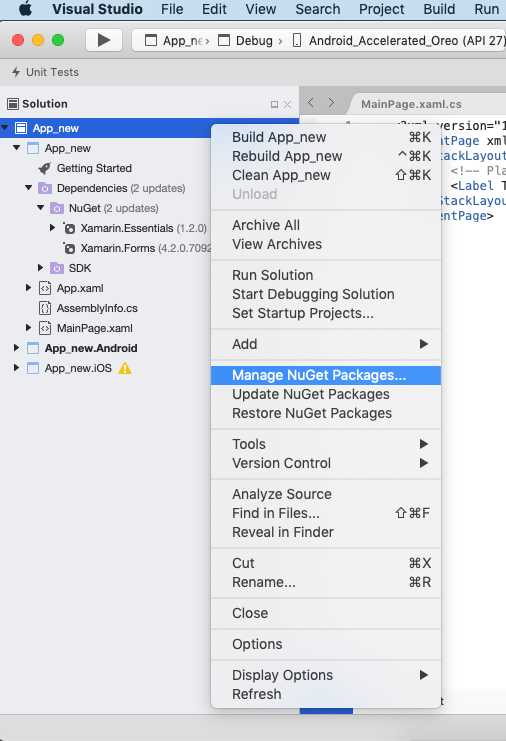 Visual Studio File Edit View Search Project Build Run
App_ne Debug Android_Accelerated_Oreo (API 27)
Unit Tests
Solution
MainPage.xaml.cs
App_new
App_new
Getting Started
Dependencies (2 updates)
NuGet (2 updates)
Xamarin.Essentials (1.2.0)
Xamarin.Forms (4.2.0.7092
SDK
App.xaml
AssemblyInfo.cs
MainPage.xaml
App_new.Android
App_new.iOS
Build App_new ⌘K
Rebuild App_new ^⌘K
Clean App_new ⇧⌘K
Unload
Archive All
View Archives
Run Solution
Start Debugging Solution
Set Startup Projects...
Add
Manage NuGet Packages...
Update NuGet Packages
Restore NuGet Packages
Tools
Version Control
Analyze Source
Find in Files... ⇧⌘F
Reveal in Finder
Cut ⌘X
Rename... ⌘R
Close
Options
Display Options
Refresh
1 <?xml version="1
ntPage xml
tackLayout
<!-- Pla
<Label T
StackLayou
entPage>
t